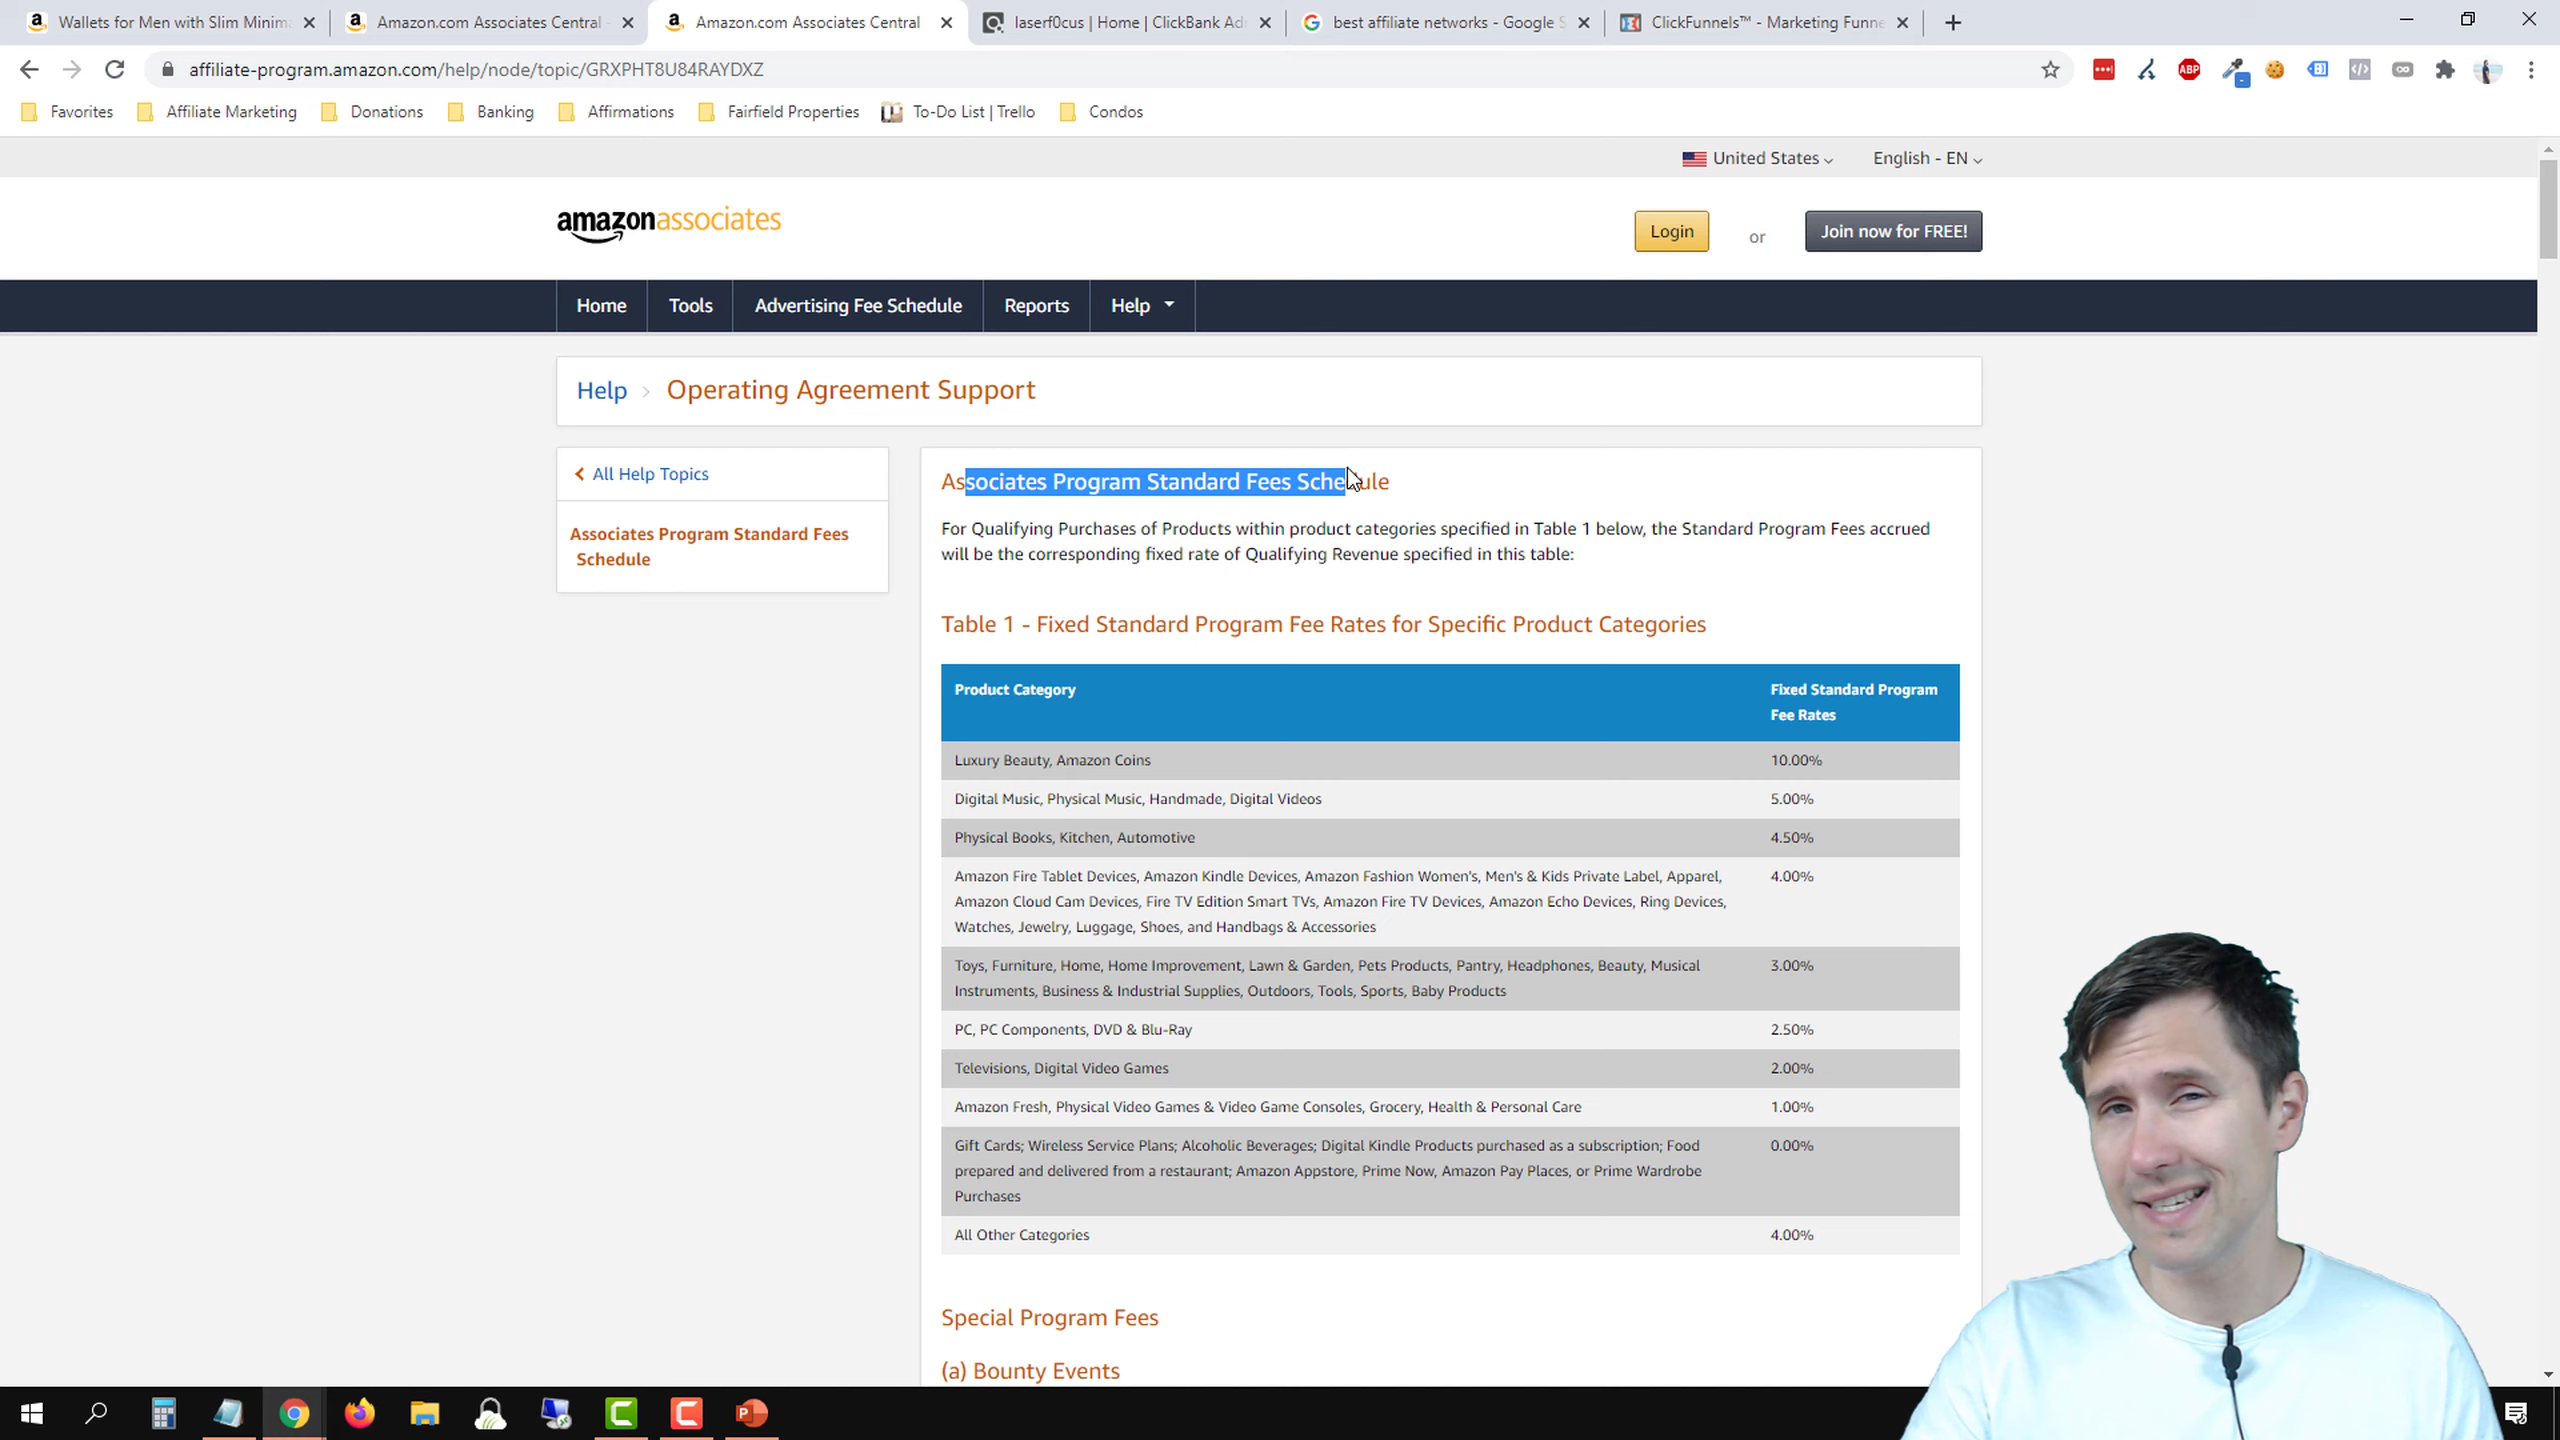 Wallets for Men with Slim Minima
Amazon.com Associates Central -
Amazon.com Associates Central
laserf0cus | Home | ClickBank Ad
best affiliate networks - Google S
ClickFunnels™ - Marketing Funne
affiliate-program.amazon.com/help/node/topic/GRXPHT8U84RAYDXZ
ABP
Favorites
Affiliate Marketing
Donations
Banking
Affirmations
Fairfield Properties
To-Do List | Trello
Condos
United States
English - EN
amazonassociates
Login
or
Join now for FREE!
Home
Tools
Advertising Fee Schedule
Reports
Help
Help
Operating Agreement Support
All Help Topics
Associates Program Standard Fees
Schedule
Associates Program Standard Fees Schedule
For Qualifying Purchases of Products within product categories specified in Table 1 below, the Standard Program Fees accrued
will be the corresponding fixed rate of Qualifying Revenue specified in this table:
Table 1 - Fixed Standard Program Fee Rates for Specific Product Categories
Product Category
Fixed Standard Program
Fee Rates
Luxury Beauty, Amazon Coins
10.00%
Digital Music, Physical Music, Handmade, Digital Videos
5.00%
Physical Books, Kitchen, Automotive
4.50%
Amazon Fire Tablet Devices, Amazon Kindle Devices, Amazon Fashion Women's, Men's & Kids Private Label, Apparel,
4.00%
Amazon Cloud Cam Devices, Fire TV Edition Smart TVs, Amazon Fire TV Devices, Amazon Echo Devices, Ring Devices,
Watches, Jewelry, Luggage, Shoes, and Handbags & Accessories
Toys, Furniture, Home, Home Improvement, Lawn & Garden, Pets Products, Pantry, Headphones, Beauty, Musical
3.00%
Instruments, Business & Industrial Supplies, Outdoors, Tools, Sports, Baby Products
PC, PC Components, DVD & Blu-Ray
2.50%
Televisions, Digital Video Games
2.00%
Amazon Fresh, Physical Video Games & Video Game Consoles, Grocery, Health & Personal Care
1.00%
Gift Cards; Wireless Service Plans; Alcoholic Beverages; Digital Kindle Products purchased as a subscription; Food
0.00%
prepared and delivered from a restaurant; Amazon Appstore, Prime Now, Amazon Pay Places, or Prime Wardrobe
Purchases
All Other Categories
4.00%
Special Program Fees
(a) Bounty Events